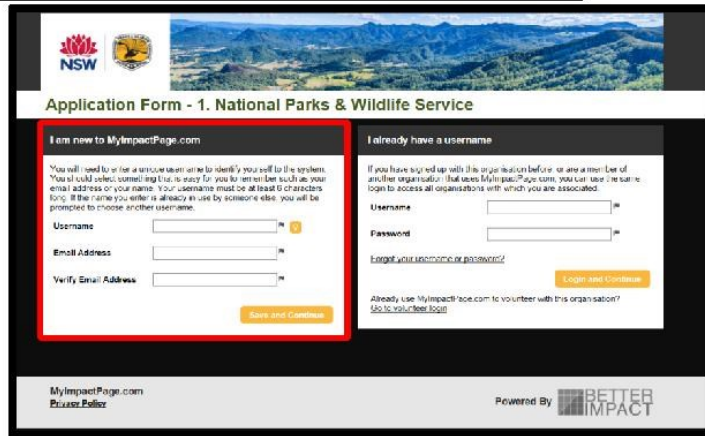 NSW
Application Form - 1. National Parks & Wildlife Service
I am new to MyImpactPage.com
You will need to enter a unique username to identify yourself to the system.
You should select something that is easy for you to remember such as your
email address or your name. Your username must be at least 6 characters
long. If the name you enter is already in use by someone else, you will be
prompted to choose another username.
Username
Email Address
Verify Email Address
Save and Continue
I already have a username
If you have signed up with this organisation before, or are a member of
another organisation that uses MyImpactPage.com, you can use the same
login to access all organisations with which you are associated.
Username
Password
Forgot your username or password?
Login and Continue
Already use MyImpactPage.com to volunteer with this organisation?
Go to volunteer login
MyImpactPage.com
Privacy Policy
Powered By
BETTER
IMPACT